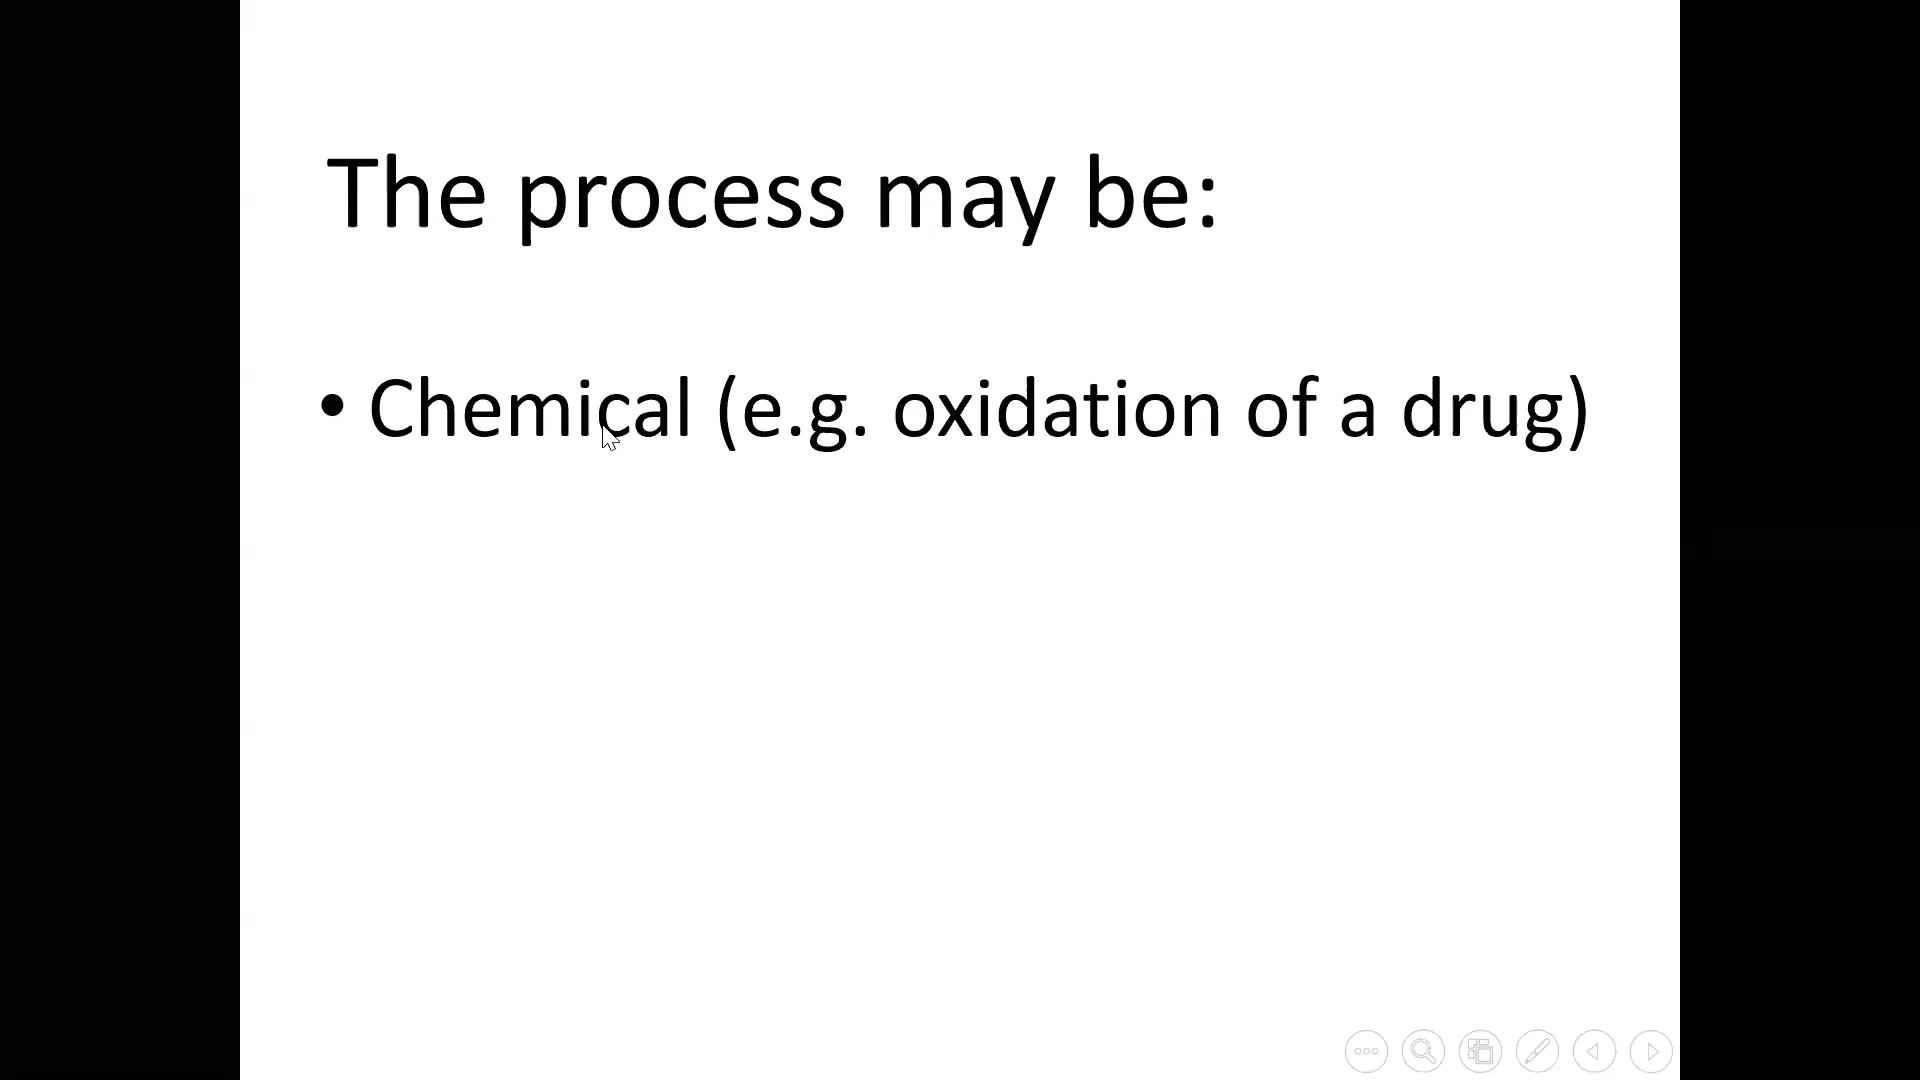 The process may be:
• Chemical (e.g. oxidation of a drug)